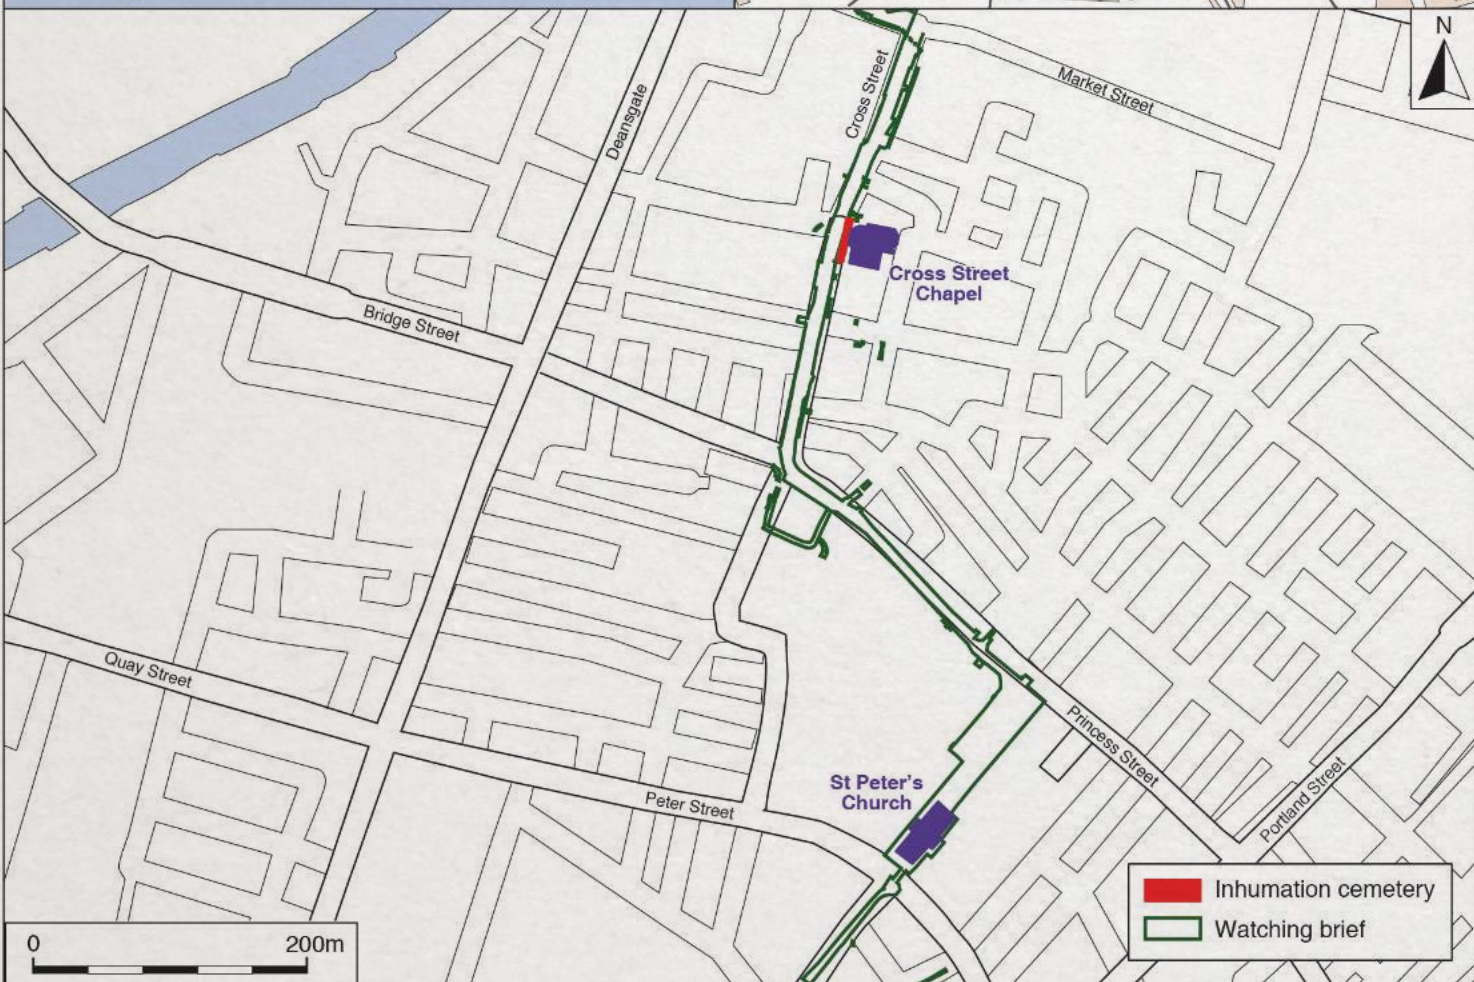 N
Market Street
Cross Street
Deansgate
Cross Street
Chapel
Bridge Street
Quay Street
Princess Street
St Peter's
Church
Peter Street
Portland Street
Inhumation cemetery
Watching brief
0 200m